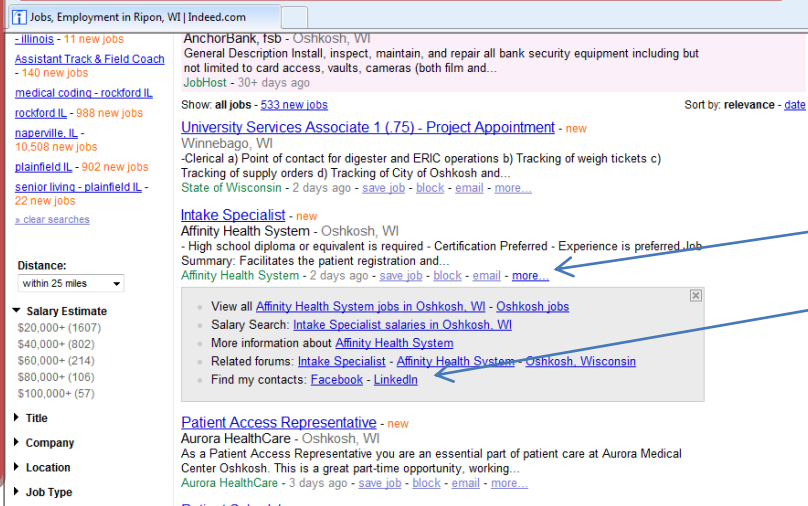 Jobs, Employment in Ripon, WI | Indeed.com
- illinois - 11 new jobs
Assistant Track & Field Coach
- 140 new jobs
medical coding - rockford IL
rockford IL - 988 new jobs
naperville, IL -
10,508 new jobs
plainfield IL - 902 new jobs
senior living - plainfield IL -
22 new jobs
» clear searches
Distance:
within 25 miles
Salary Estimate
$20,000+ (1607)
$40,000+ (802)
$60,000+ (214)
$80,000+ (106)
$100,000+ (57)
Title
Company
Location
Job Type
AnchorBank, fsb - Oshkosh, WI
General Description Install, inspect, maintain, and repair all bank security equipment including but
not limited to card access, vaults, cameras (both film and...
JobHost - 30+ days ago
Show: all jobs - 533 new jobs
Sort by: relevance - date
University Services Associate 1 (.75) - Project Appointment - new
Winnebago, WI
-Clerical a) Point of contact for digester and ERIC operations b) Tracking of weigh tickets c)
Tracking of supply orders d) Tracking of City of Oshkosh and...
State of Wisconsin - 2 days ago - save job - block - email - more...
Intake Specialist - new
Affinity Health System - Oshkosh, WI
- High school diploma or equivalent is required - Certification Preferred - Experience is preferred Job
Summary: Facilitates the patient registration and...
Affinity Health System - 2 days ago - save job - block - email - more...
View all Affinity Health System jobs in Oshkosh, WI - Oshkosh jobs
Salary Search: Intake Specialist salaries in Oshkosh, WI
More information about Affinity Health System
Related forums: Intake Specialist - Affinity Health System - Oshkosh, Wisconsin
Find my contacts: Facebook - LinkedIn
Patient Access Representative - new
Aurora HealthCare - Oshkosh, WI
As a Patient Access Representative you are an essential part of patient care at Aurora Medical
Center Oshkosh. This is a great part-time opportunity, working...
Aurora HealthCare - 3 days ago - save job - block - email - more...